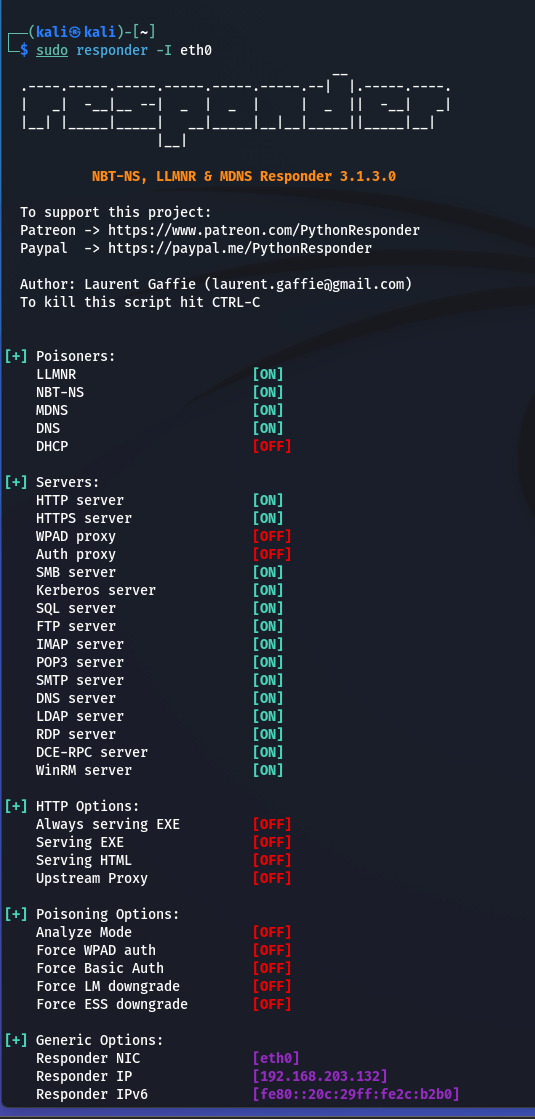 ┌──(kali㉿kali)-[~]
└─$ sudo responder -I eth0
                                         __
  .----.-----.-----.-----.-----.-----.--|  |.-----.----.
  |   _|  -__|__ --|  _  |  _  |     |  _  ||  -__|   _|
  |__| |_____|_____|   __|_____|__|__|_____||_____|__|
                   |__|
NBT-NS, LLMNR & MDNS Responder 3.1.3.0
To support this project:
Patreon -> https://www.patreon.com/PythonResponder
Paypal  -> https://paypal.me/PythonResponder
Author: Laurent Gaffie (laurent.gaffie@gmail.com)
To kill this script hit CTRL-C
[+] Poisoners:
LLMNR [ON]
NBT-NS [ON]
MDNS [ON]
DNS [ON]
DHCP [OFF]
[+] Servers:
HTTP server [ON]
HTTPS server [ON]
WPAD proxy [OFF]
Auth proxy [OFF]
SMB server [ON]
Kerberos server [ON]
SQL server [ON]
FTP server [ON]
IMAP server [ON]
POP3 server [ON]
SMTP server [ON]
DNS server [ON]
LDAP server [ON]
RDP server [ON]
DCE-RPC server [ON]
WinRM server [ON]
[+] HTTP Options:
Always serving EXE [OFF]
Serving EXE [OFF]
Serving HTML [OFF]
Upstream Proxy [OFF]
[+] Poisoning Options:
Analyze Mode [OFF]
Force WPAD auth [OFF]
Force Basic Auth [OFF]
Force LM downgrade [OFF]
Force ESS downgrade [OFF]
[+] Generic Options:
Responder NIC [eth0]
Responder IP [192.168.203.132]
Responder IPv6 [fe80::20c:29ff:fe2c:b2b0]